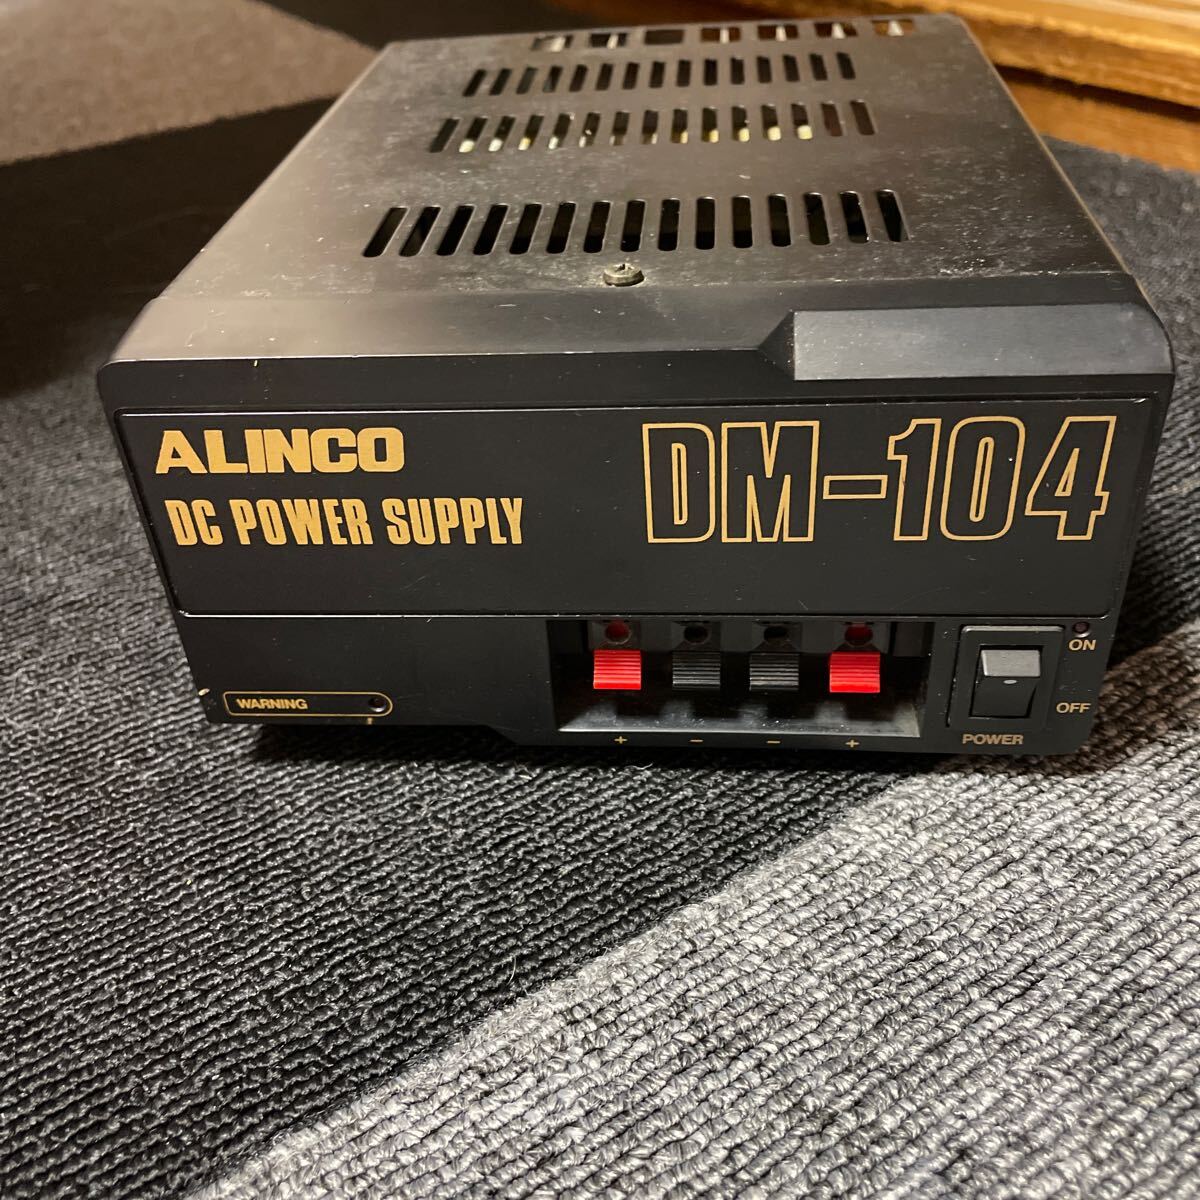 ALINCO
DM-104
DC POWER SUPPLY
ON
OFF
WARNING
+ − − +
POWER